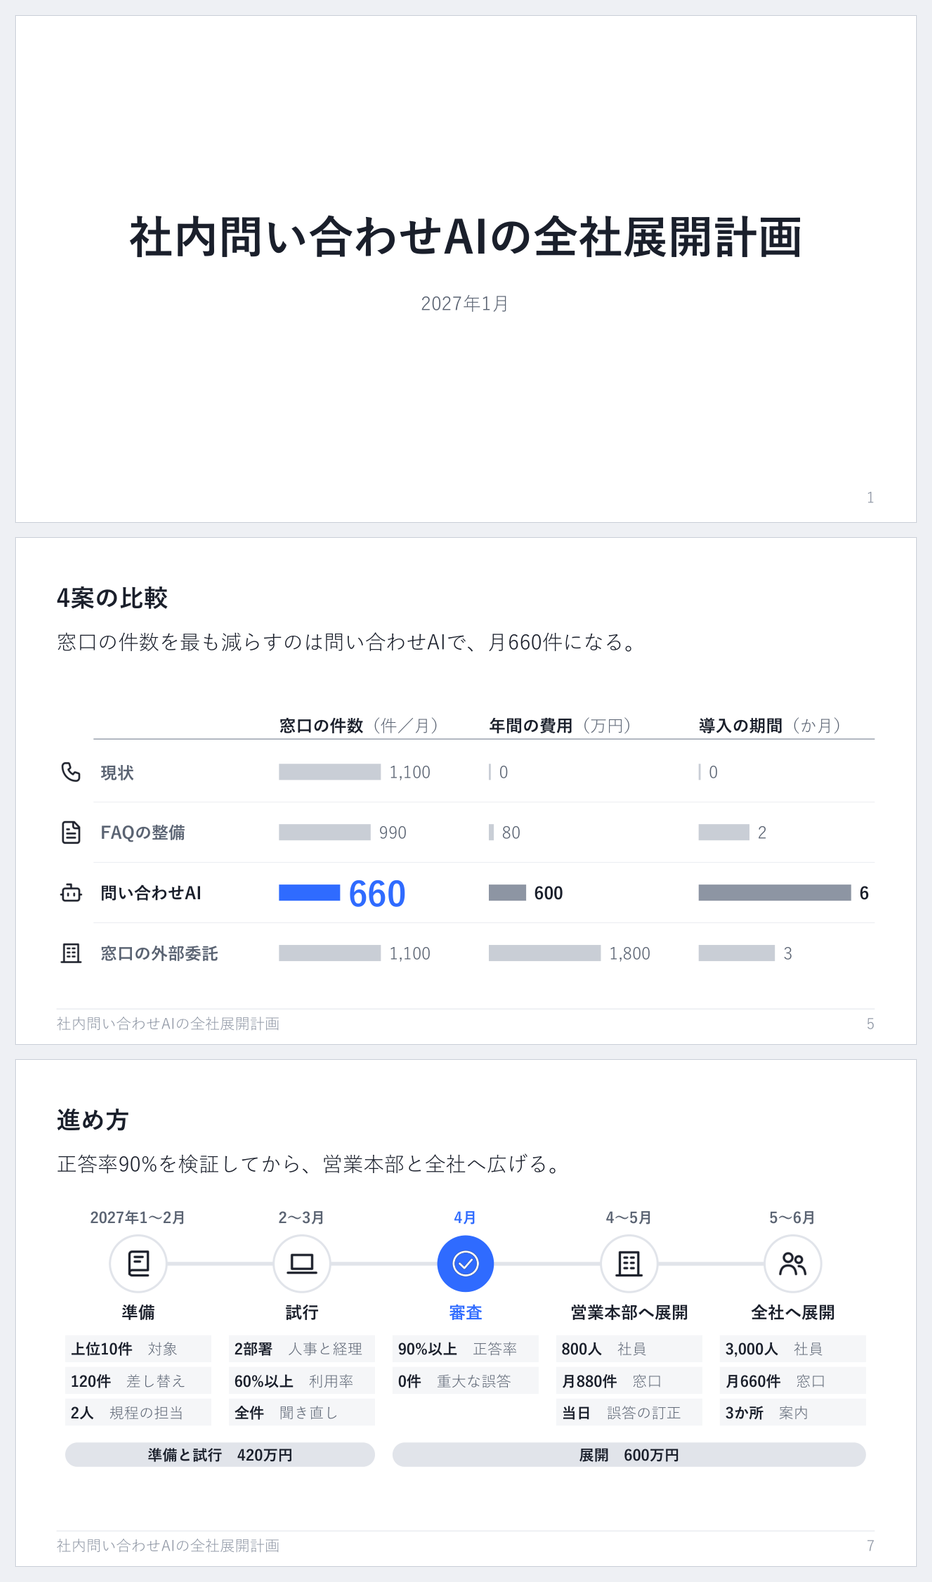 社内問い合わせAIの全社展開計画
2027年1月
1
4案の比較
窓口の件数を最も減らすのは問い合わせAIで、月660件になる。
窓口の件数（件／月） 年間の費用（万円） 導入の期間（か月）
現状 1,100 0 0
FAQの整備 990 80 2
問い合わせAI 660 600 6
窓口の外部委託 1,100 1,800 3
社内問い合わせAIの全社展開計画 5
進め方
正答率90%を検証してから、営業本部と全社へ広げる。
2027年1〜2月 2〜3月 4月 4〜5月 5〜6月
準備 試行 審査 営業本部へ展開 全社へ展開
上位10件 対象 2部署 人事と経理 90%以上 正答率 800人 社員 3,000人 社員
120件 差し替え 60%以上 利用率 0件 重大な誤答 月880件 窓口 月660件 窓口
2人 規程の担当 全件 聞き直し 当日 誤答の訂正 3か所 案内
準備と試行 420万円 展開 600万円
社内問い合わせAIの全社展開計画 7